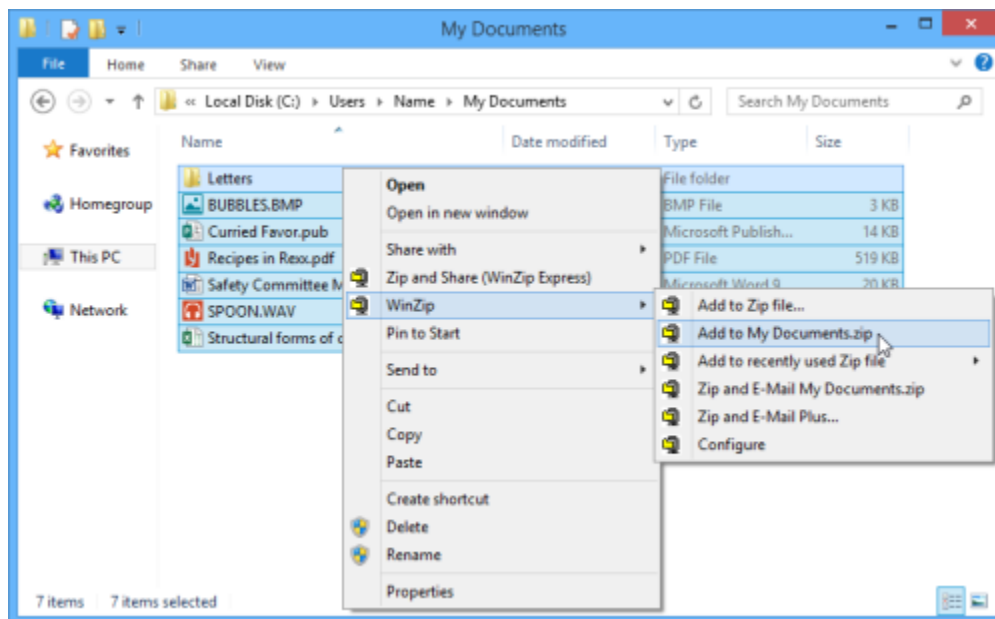 My Documents
File Home Share View
« Local Disk (C:) Users Name My Documents Search My Documents
Name Date modified Type Size
Favorites
Homegroup
This PC
Network
Letters File folder
BUBBLES.BMP BMP File 3 KB
Curried Favor.pub Microsoft Publish... 14 KB
Recipes in Rexx.pdf PDF File 519 KB
Safety Committee M Microsoft Word 9 20 KB
SPOON.WAV
Structural forms of
Open
Open in new window
Share with
Zip and Share (WinZip Express)
WinZip
Pin to Start
Send to
Cut
Copy
Paste
Create shortcut
Delete
Rename
Properties
Add to Zip file...
Add to My Documents.zip
Add to recently used Zip file
Zip and E-Mail My Documents.zip
Zip and E-Mail Plus...
Configure
7 items 7 items selected